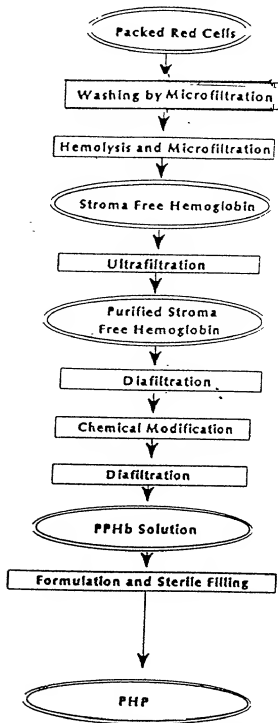 Packed Red Cells
Washing by Microfiltration
Hemolysis and Microfiltration
Stroma Free Hemoglobin
Ultrafiltration
Purified Stroma
Free Hemoglobin
Diafiltration
Chemical Modification
Diafiltration
PPHb Solution
Formulation and Sterile Filling
PHP